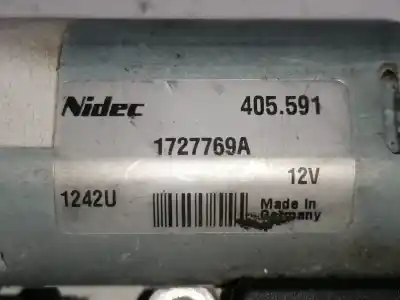 Nidec 405.591
1727769A
12V
1242U
Made In
Germany